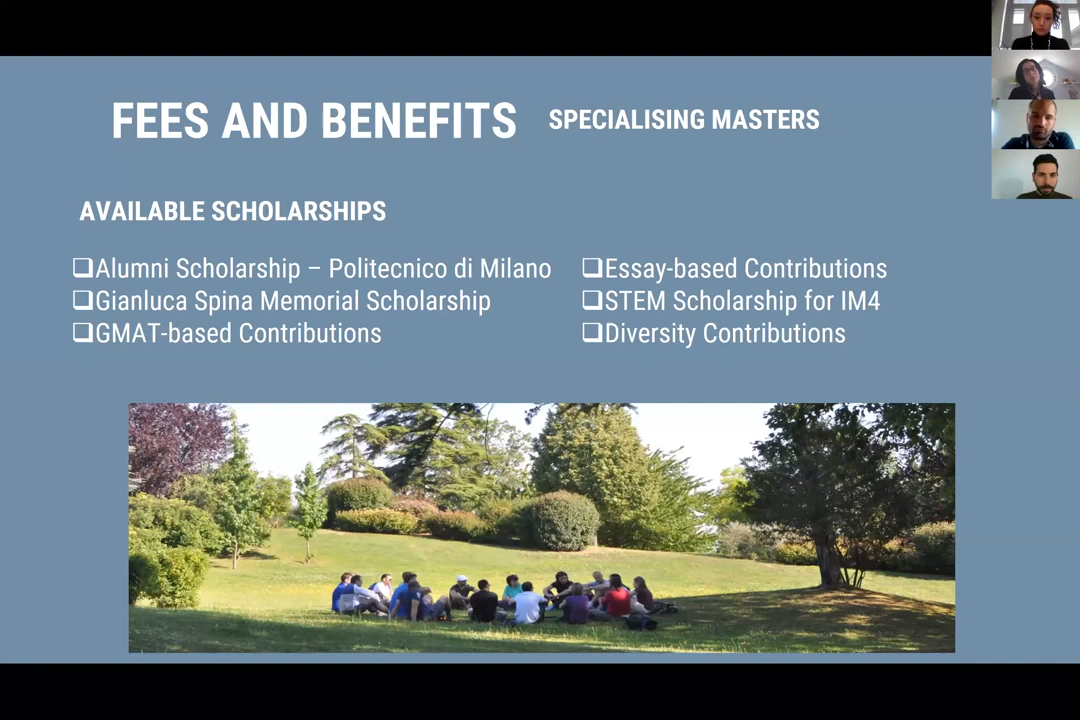 FEES AND BENEFITS SPECIALISING MASTERS
AVAILABLE SCHOLARSHIPS
❑Alumni Scholarship – Politecnico di Milano
❑Gianluca Spina Memorial Scholarship
❑GMAT-based Contributions
❑Essay-based Contributions
❑STEM Scholarship for IM4
❑Diversity Contributions